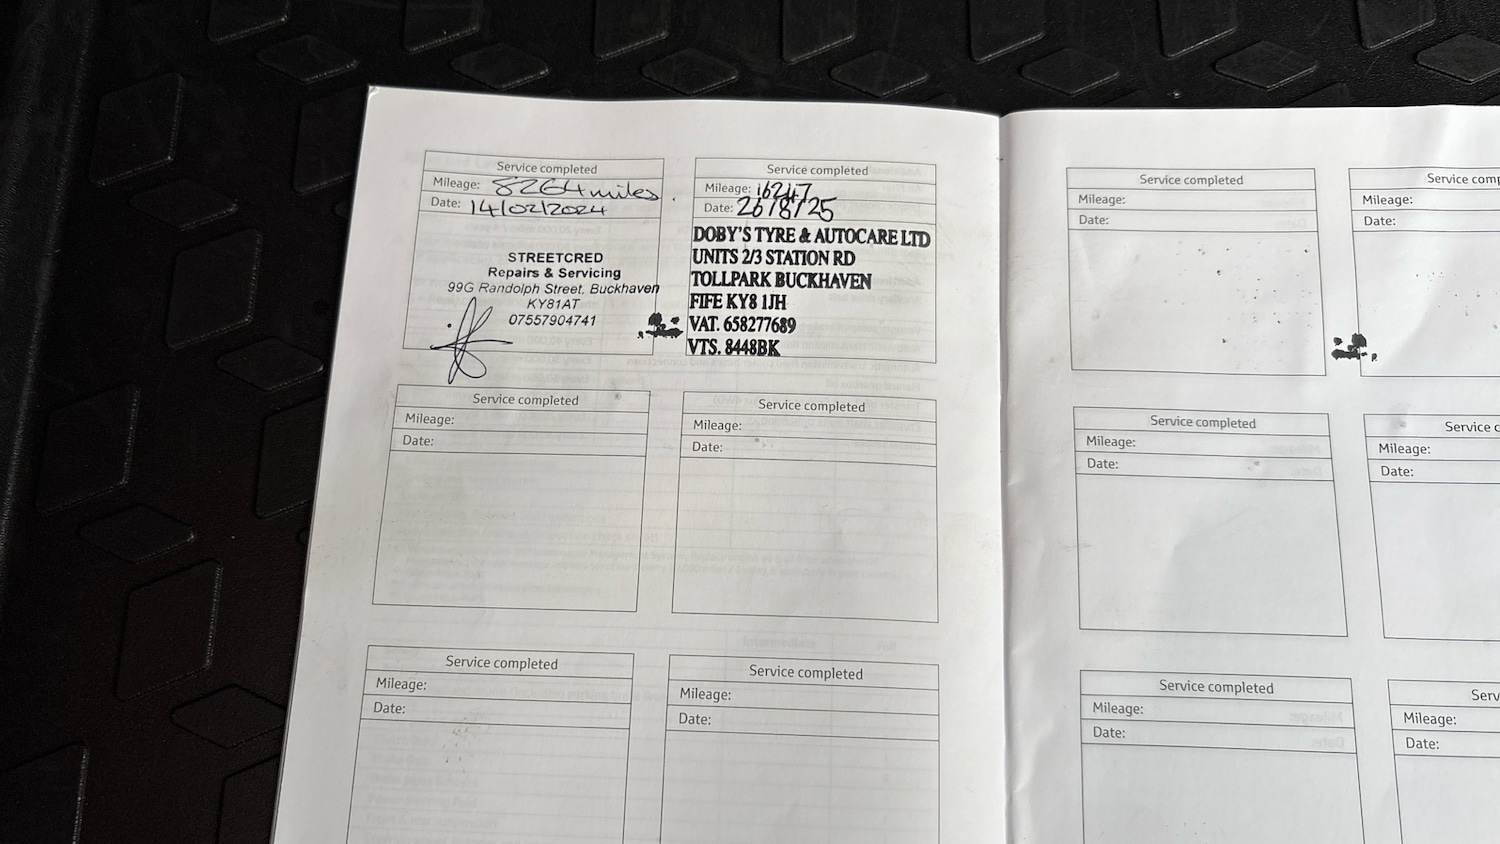 Service completed
Mileage: 8264 miles
Date: 14/02/2024
STREETCRED
Repairs & Servicing
99G Randolph Street, Buckhaven
KY81AT
07557904741
Service completed
Mileage: 16247
Date: 26/8/25
DOBY'S TYRE & AUTOCARE LTD
UNITS 2/3 STATION RD
TOLLPARK BUCKHAVEN
FIFE KY8 1JH
VAT. 658277689
VTS. 8448BK
Service completed
Mileage:
Date:
Service comp
Mileage:
Date:
Service completed
Mileage:
Date:
Service completed
Mileage:
Date:
Service completed
Mileage:
Date:
Service c
Mileage:
Date:
Service completed
Mileage:
Date:
Service completed
Mileage:
Date:
Service completed
Mileage:
Date:
Serv
Mileage:
Date: